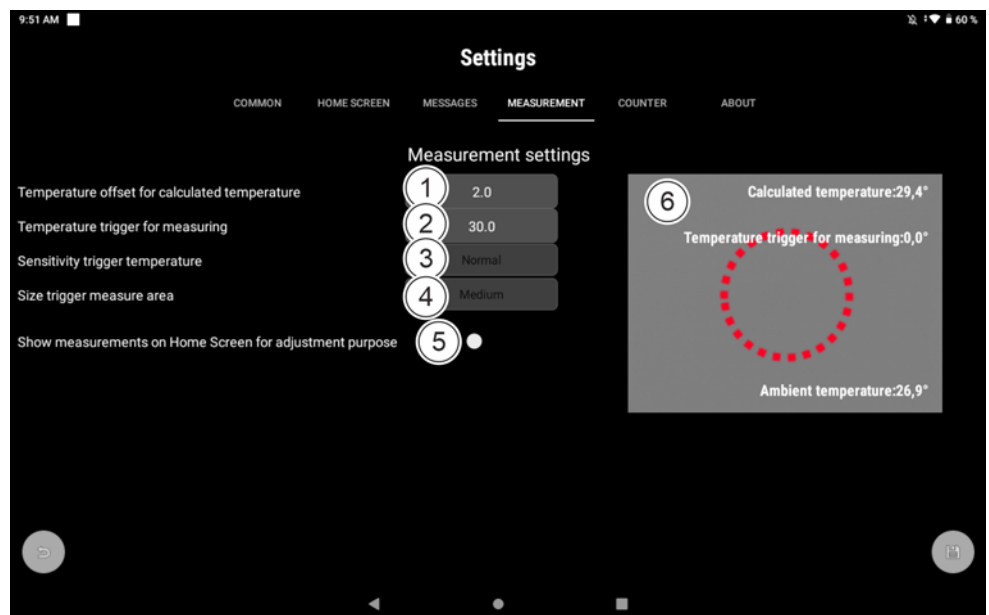 9:51 AM 60 %
Settings
COMMON HOME SCREEN MESSAGES MEASUREMENT COUNTER ABOUT
Measurement settings
Temperature offset for calculated temperature 1 2.0
Temperature trigger for measuring 2 30.0
Sensitivity trigger temperature 3 Normal
Size trigger measure area 4 Medium
Show measurements on Home Screen for adjustment purpose 5
6 Calculated temperature:29,4°
Temperature trigger for measuring:0,0°
Ambient temperature:26,9°